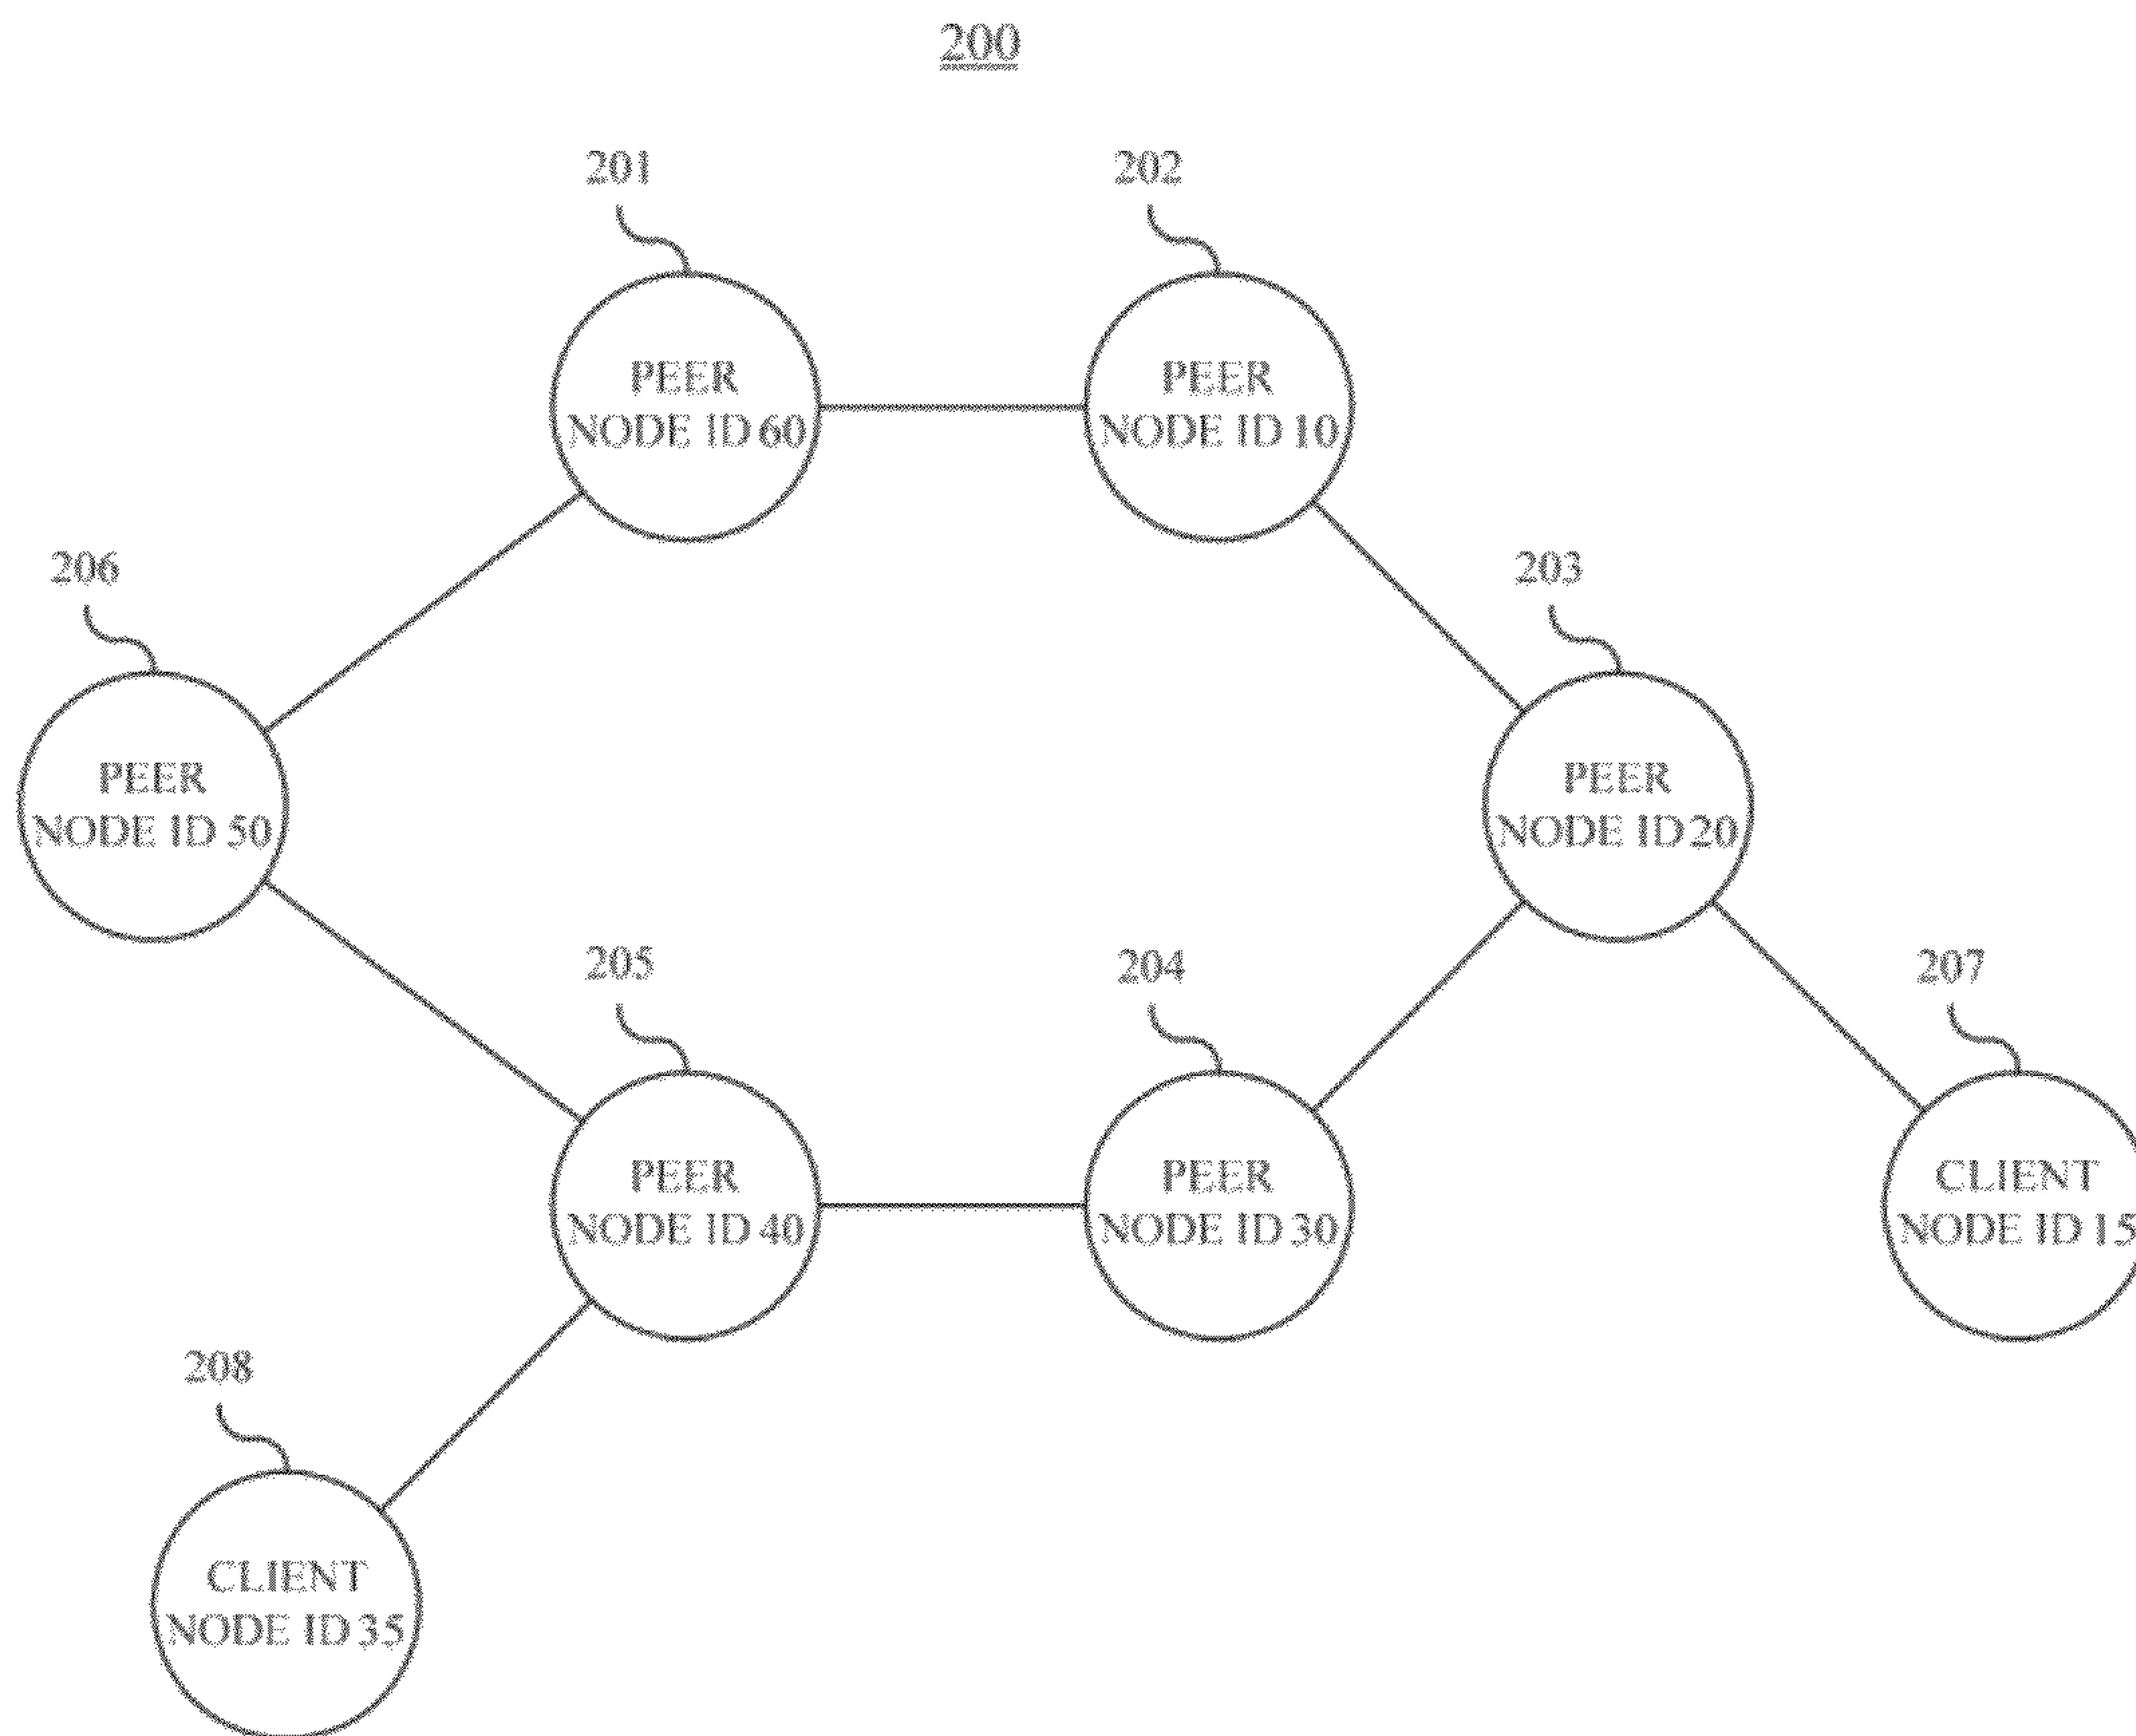 200
201
202
PEER
NODE ID 60
PEER
NODE ID 10
206
203
PEER
NODE ID 50
PEER
NODE ID 20
205
204
207
PEER
NODE ID 40
PEER
NODE ID 30
CLIENT
NODE ID 15
208
CLIENT
NODE ID 35